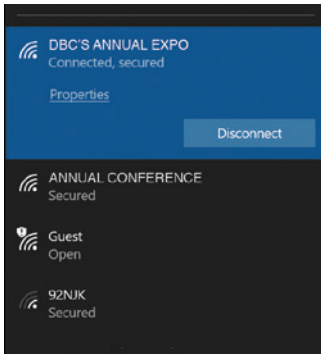 DBC'S ANNUAL EXPO
Connected, secured
Properties
Disconnect
ANNUAL CONFERENCE
Secured
Guest
Open
92NJK
Secured